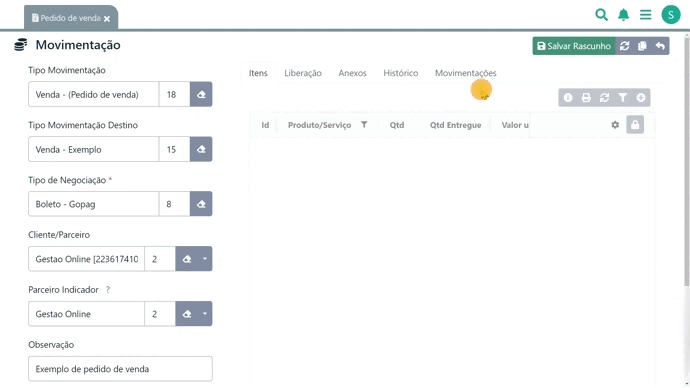 Pedido de venda
S
Movimentação
Salvar Rascunho
Tipo Movimentação
Venda - (Pedido de venda) 18
Tipo Movimentação Destino
Venda - Exemplo 15
Tipo de Negociação *
Boleto - Gopag 8
Cliente/Parceiro
Gestao Online [223617410 2
Parceiro Indicador ?
Gestao Online 2
Observação
Exemplo de pedido de venda
Itens Liberação Anexos Histórico Movimentações
Id Produto/Serviço Qtd Qtd Entregue Valor u